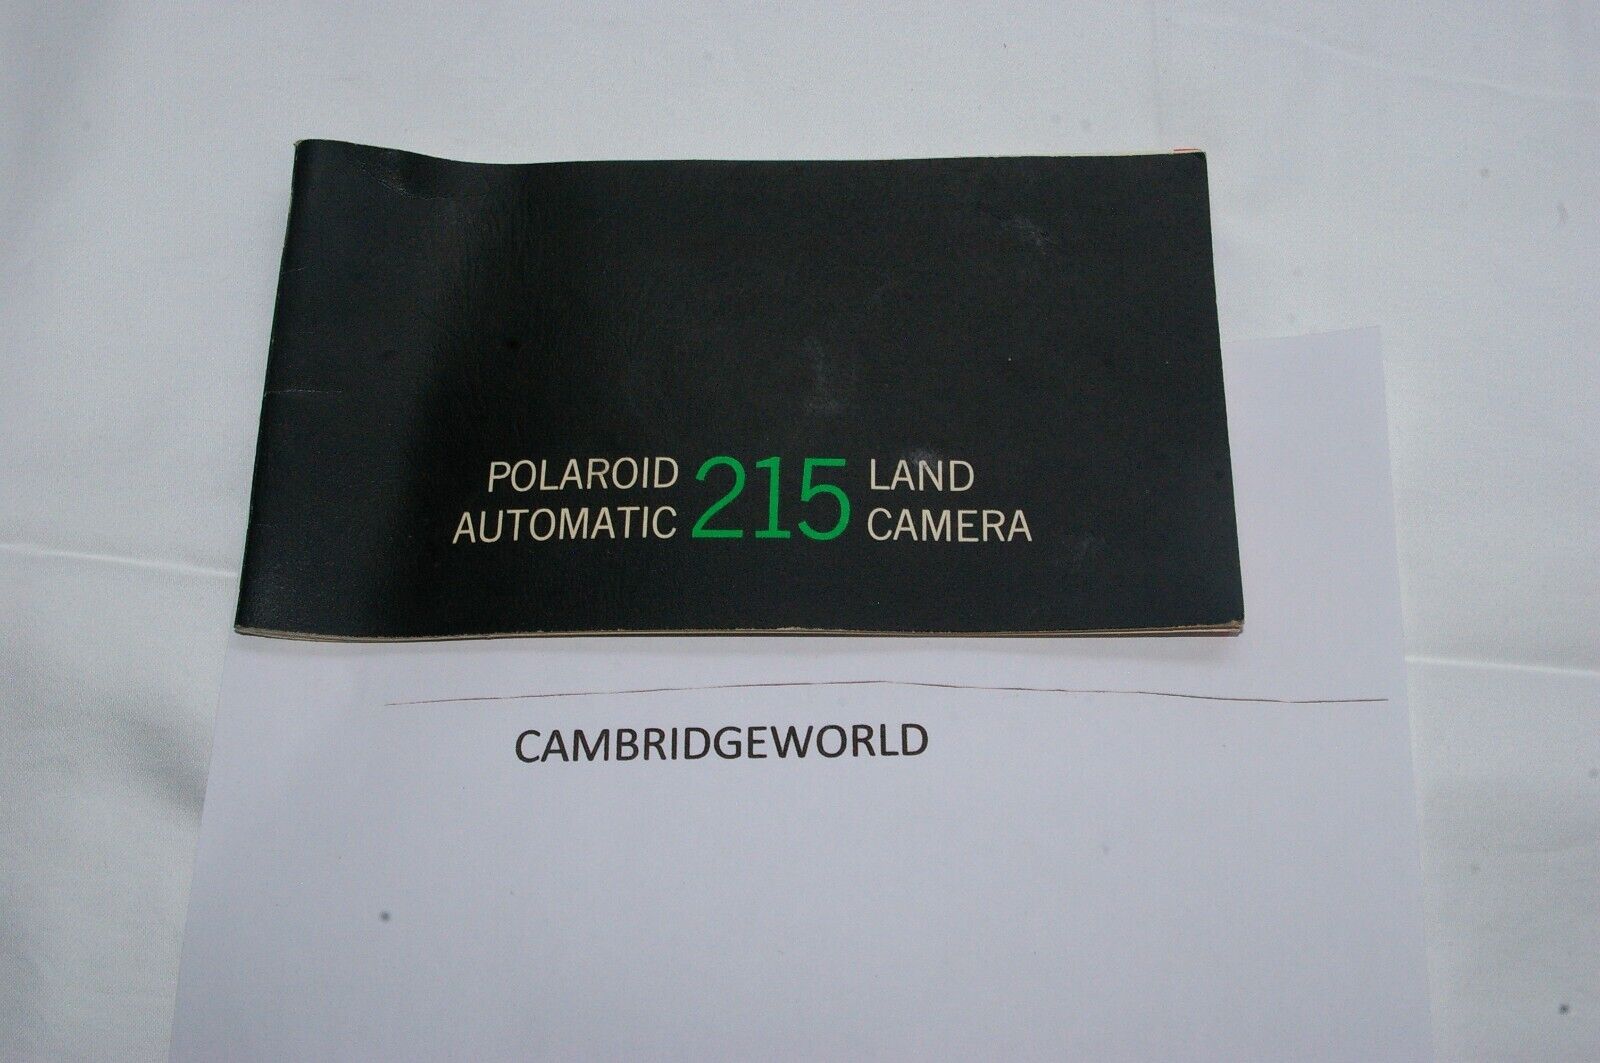 POLAROID 215 LAND
AUTOMATIC CAMERA
CAMBRIDGEWORLD